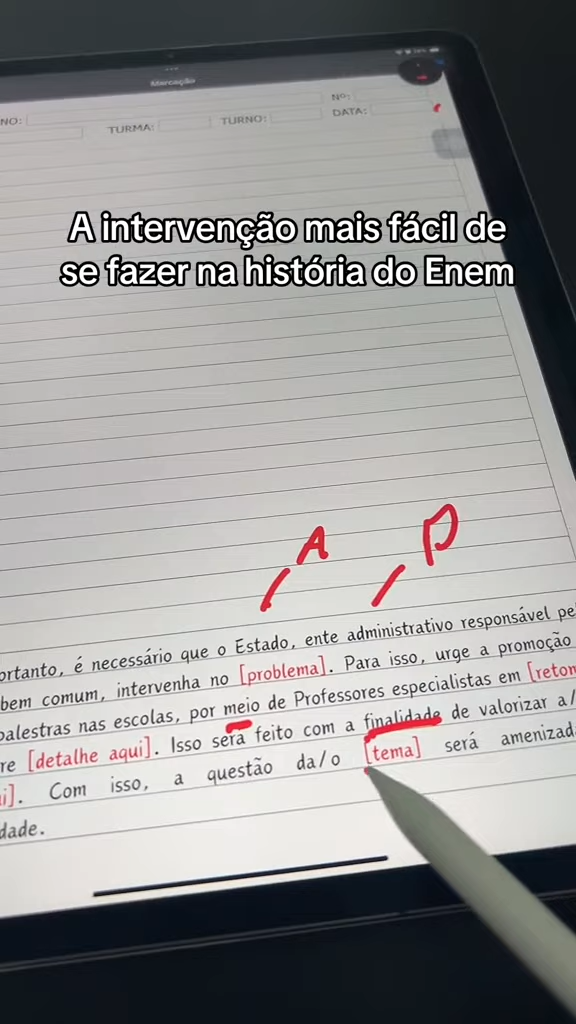 Marcação
NO:
Nº:
TURMA:
TURNO:
DATA:
A intervenção mais fácil de
se fazer na história do Enem
A
D
ortanto, é necessário que o Estado, ente administrativo responsável pe
bem comum, intervenha no [problema]. Para isso, urge a promoção
palestras nas escolas, por meio de Professores especialistas em [reton
re [detalhe aqui]. Isso será feito com a finalidade de valorizar a/
i]. Com isso, a questão da/o [tema] será amenizad
dade.